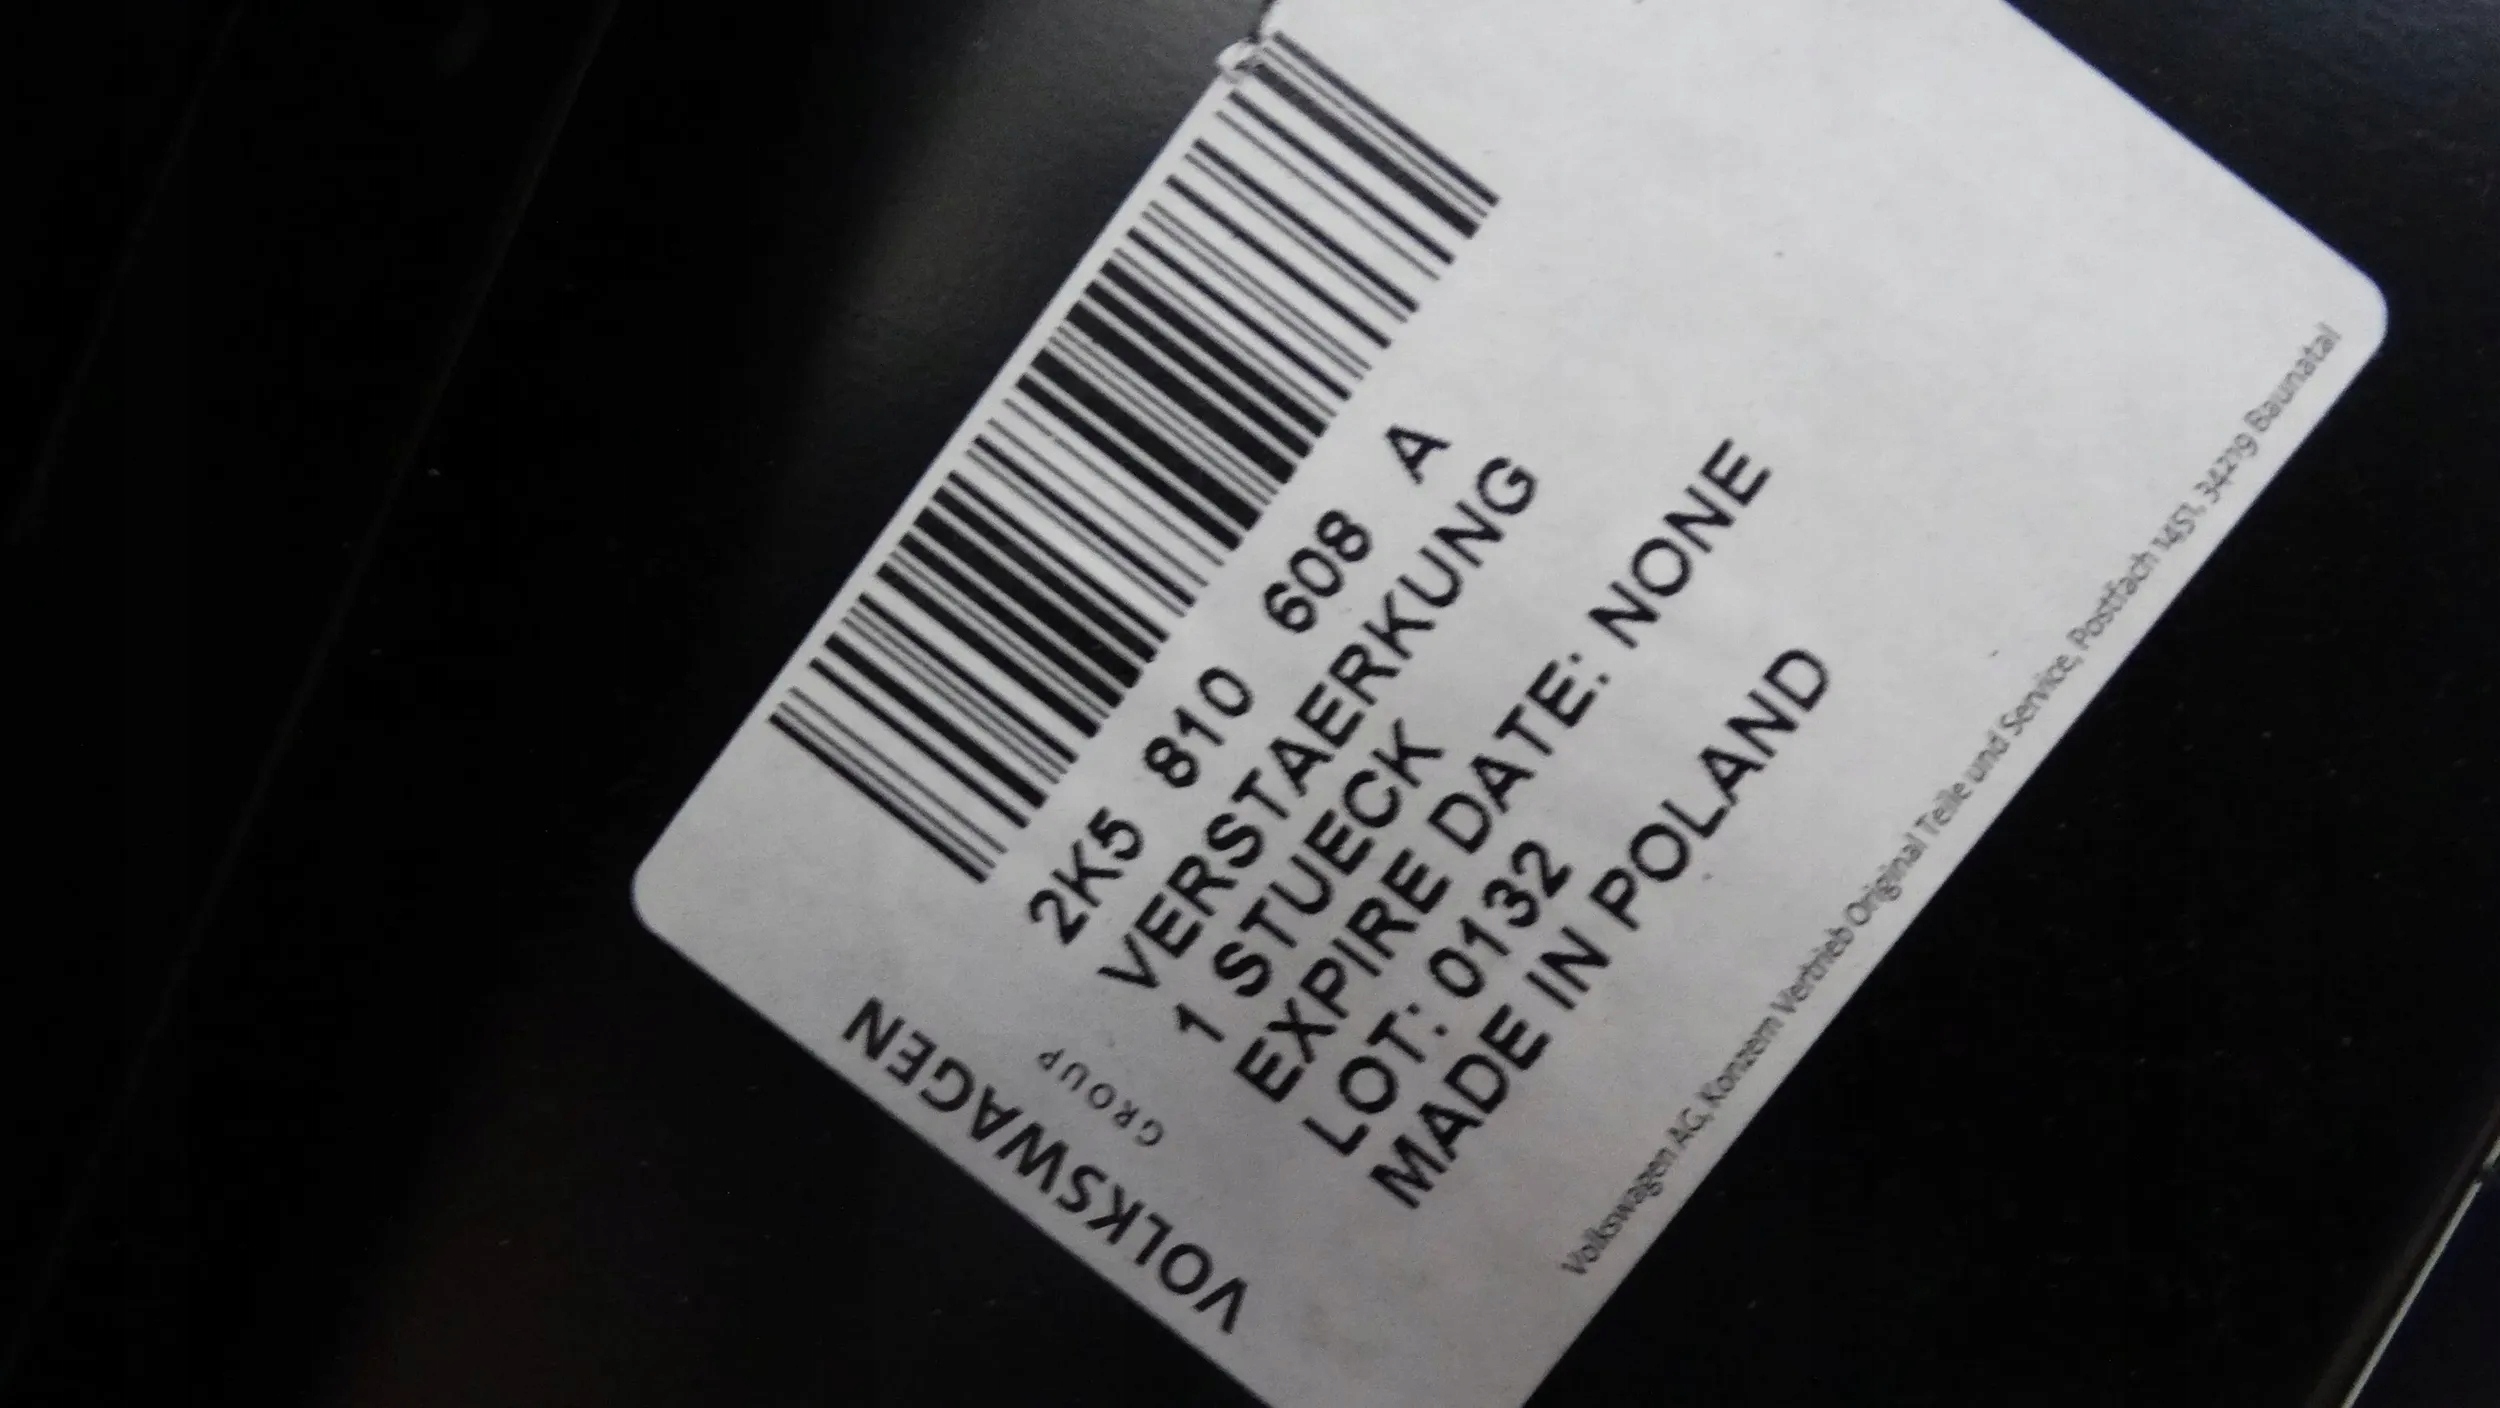 2K5 810 608 A
VERSTAERKUNG
1 STUECK
EXPIRE DATE: NONE
LOT: 0132
MADE IN POLAND
VOLKSWAGEN
GROUP
Volkswagen AG, Konzern Vertrieb Original Teile und Service, Postfach 1451, 34219 Baunatal